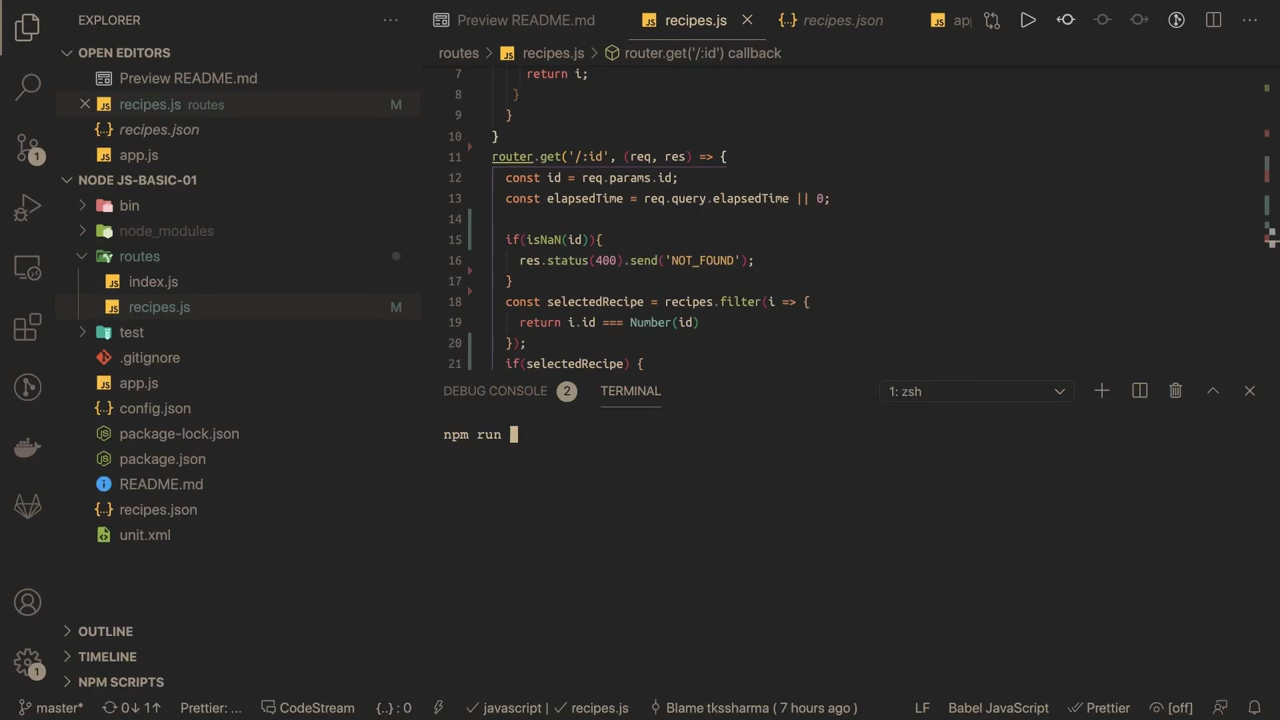 EXPLORER
OPEN EDITORS
Preview README.md
recipes.js routes M
recipes.json
app.js
NODE JS-BASIC-01
bin
node_modules
routes
index.js
recipes.js M
test
.gitignore
app.js
config.json
package-lock.json
package.json
README.md
recipes.json
unit.xml
OUTLINE
TIMELINE
NPM SCRIPTS
1
1
Preview README.md recipes.js recipes.json app
routes > recipes.js > router.get('/:id') callback
7 return i;
8 }
9 }
10 }
11 router.get('/:id', (req, res) => {
12 const id = req.params.id;
13 const elapsedTime = req.query.elapsedTime || 0;
14
15 if(isNaN(id)){
16 res.status(400).send('NOT_FOUND');
17 }
18 const selectedRecipe = recipes.filter(i => {
19 return i.id === Number(id)
20 });
21 if(selectedRecipe) {
DEBUG CONSOLE 2 TERMINAL 1: zsh
npm run
master* 0↓ 1↑ Prettier: ... CodeStream {..} : 0 javascript | ✓ recipes.js Blame tkssharma ( 7 hours ago ) LF Babel JavaScript Prettier [off]